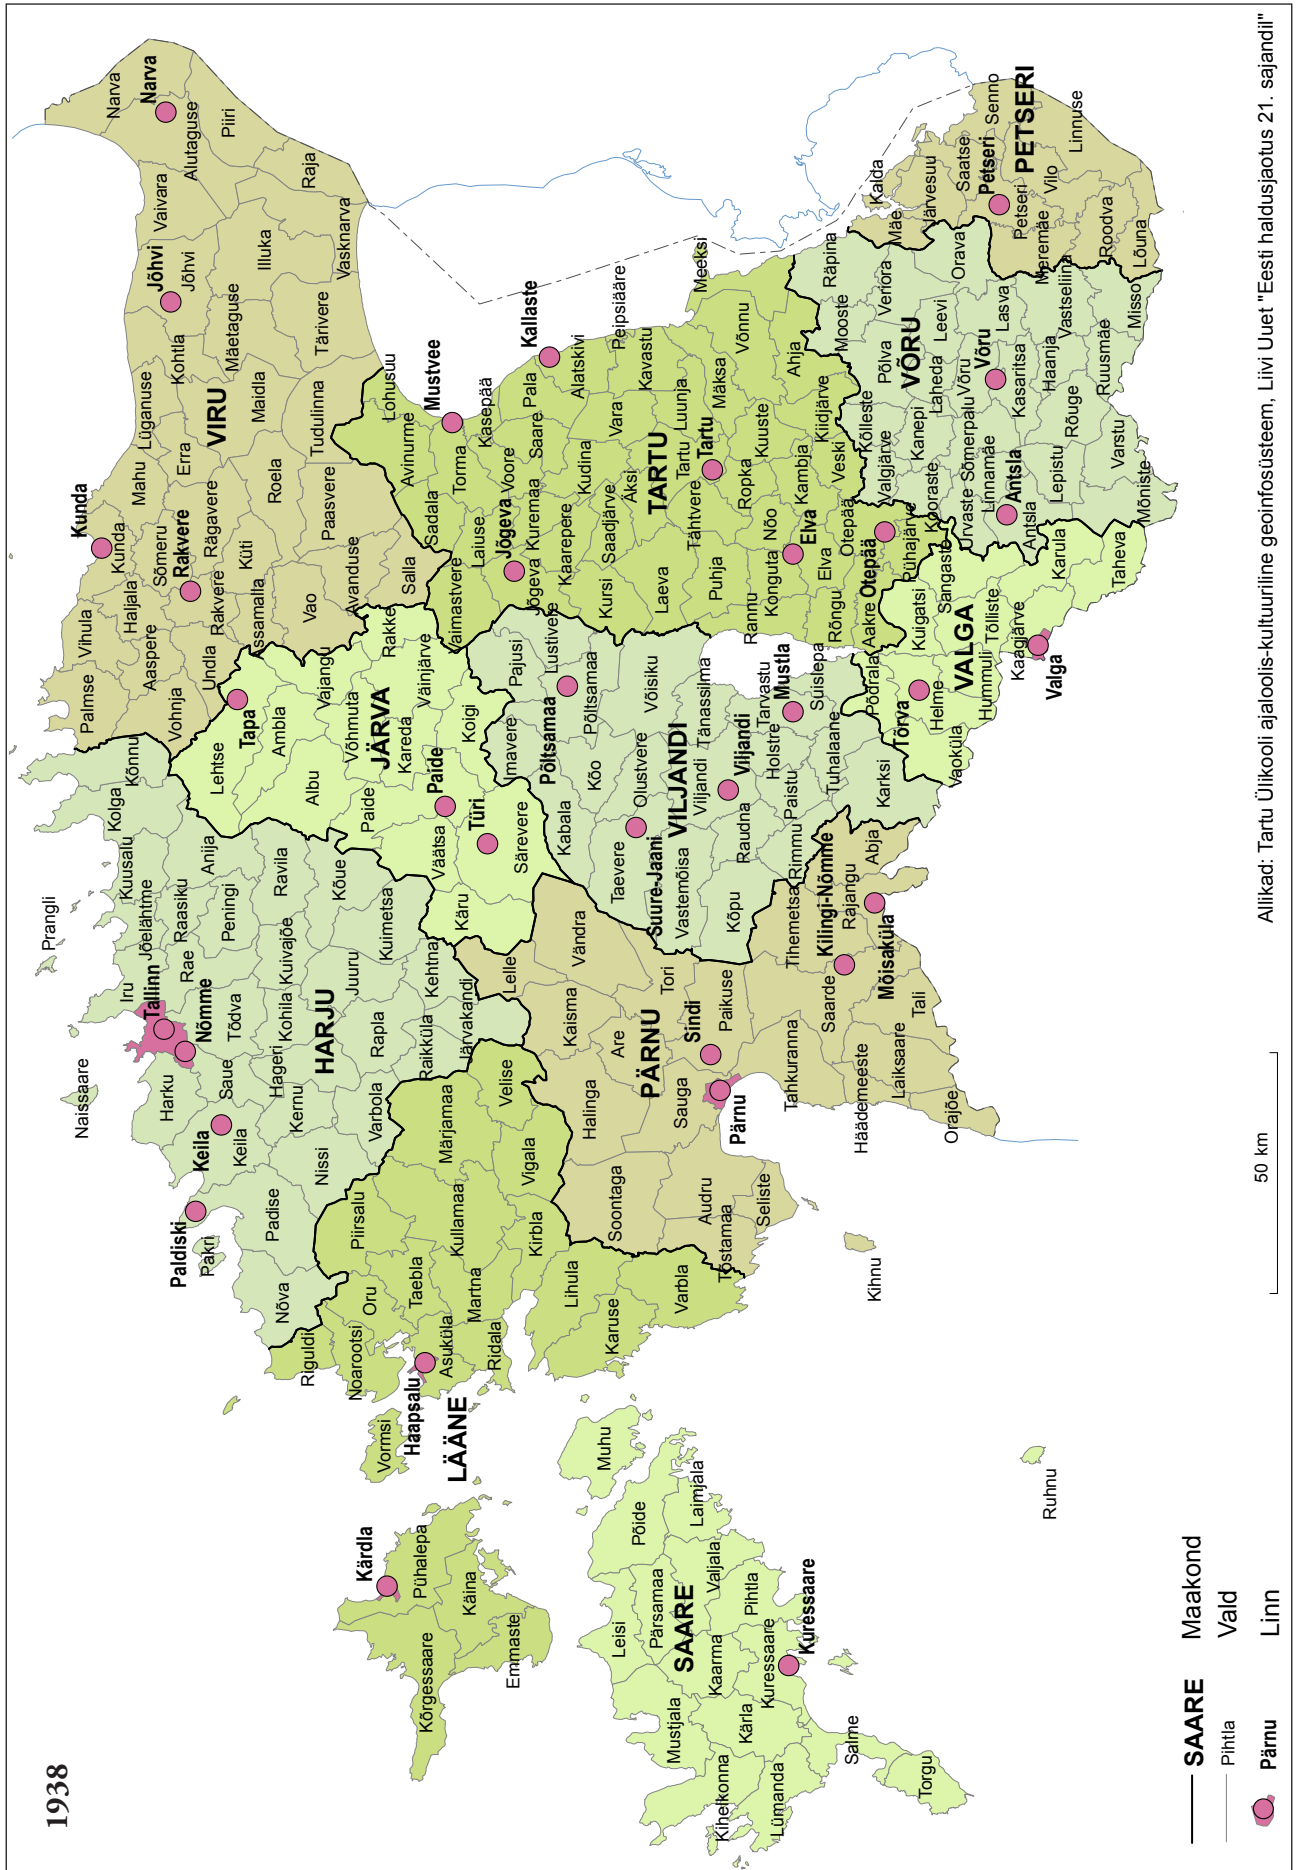 1938
Prangli
Naissaare
Iru
Jõelähtme
Kuusalu
Kolga
Kõnnu
Tallinn
Nõmme
Rae
Raasiku
Anija
Harku
Saue
Tõdva
Peningi
Ravila
Keila
Keila
Hageri
Kohila
Kuivajõe
Kõue
HARJU
Paldiski
Pakri
Padise
Nissi
Kernu
Varbola
Rapla
Juuru
Kuimetsa
Raikküla
Kehtna
Järvakandi
Nõva
Palmse
Vihula
Kunda
Kunda
Aaspere
Haljala
Sõmeru
Mahu
Lüganuse
Rakvere
Rakvere
Vohnja
Undla
Rägavere
Erra
VIRU
Kohtla
Jõhvi
Jõhvi
Vaivara
Narva
Narva
Alutaguse
Piiri
Raja
Illuka
Mäetaguse
Maidla
Küti
Roela
Assamalla
Vao
Paasvere
Tudulinna
Tärivere
Vasknarva
Avanduse
Salla
Lehtse
Tapa
Ambla
Albu
Vajangu
Võhmuta
JÄRVA
Rakke
Paide
Paide
Kareda
Väinjärve
Väätsa
Koigi
Türi
Särevere
Käru
Riguldi
Noarootsi
Oru
Piirsalu
Vormsi
Haapsalu
Asuküla
Taebla
Kullamaa
Märjamaa
Martna
Ridala
Velise
Vigala
Kirbla
Lihula
Karuse
Varbla
LÄÄNE
Kärdla
Pühalepa
Käina
Kõrgessaare
Emmaste
Lelle
Vändra
Kaisma
Halinga
Are
Tori
PÄRNU
Soontaga
Sauga
Sindi
Paikuse
Pärnu
Audru
Tõstamaa
Seliste
Kihnu
Tahkuranna
Tihemetsa
Kilingi-Nõmme
Saarde
Rajangu
Abja
Mõisaküla
Häädemeeste
Laiksaare
Tali
Orajõe
Imavere
Pajusi
Lustivere
Põltsamaa
Põltsamaa
Kabala
Kõo
Võisiku
Taevere
Olustvere
Suure-Jaani
VILJANDI
Tänassilma
Vastemõisa
Viljandi
Viljandi
Kõpu
Raudna
Holstre
Tarvastu
Mustla
Suislepa
Paistu
Tuhalaane
Rimmu
Karksi
Lohusuu
Avinurme
Mustvee
Sadala
Torma
Kasepää
Vaimastvere
Laiuse
Jõgeva
Jõgeva
Voore
Saare
Pala
Kallaste
Kuremaa
Kaarepere
Kudina
Alatskivi
Kursi
Saadjärve
Vara
Peipsiääre
Äksi
Kavastu
TARTU
Laeva
Tähtvere
Tartu
Tartu
Luunja
Mäksa
Võnnu
Meeksi
Puhja
Ropka
Kuuste
Ahja
Rannu
Konguta
Nõo
Kambja
Elva
Elva
Kiidjärve
Rõngu
Veski
Otepää
Otepää
Aakre
Pühajärve
Põdrala
Kuigatsi
Sangaste
Tõrva
Helme
VALGA
Tõlliste
Hummuli
Vaoküla
Kaagjärve
Karula
Taheva
Valga
Räpina
Mooste
Kõlleste
Põlva
Veriora
Valgjärve
Kanepi
VÕRU
Leevi
Orava
Kooraste
Laheda
Urvaste
Sõmerpalu
Võru
Võru
Lasva
Linnamäe
Kasaritsa
Antsla
Antsla
Haanja
Vastseliina
Lepistu
Rõuge
Ruusmäe
Misso
Varstu
Mõniste
Kalda
Mäe
Järvesuu
Saatse
Senno
Petseri
Petseri
PETSERI
Meremäe
Vilo
Linnuse
Roodva
Lõuna
Muhu
Põide
Laimjala
Leisi
Pärsamaa
Valjala
SAARE
Pihtla
Mustjala
Kaarma
Kärla
Kuressaare
Kuressaare
Kihelkonna
Lümanda
Salme
Torgu
Ruhnu
SAARE Maakond
Pihtla Vald
Pärnu Linn
50 km
Allikad: Tartu Ülikooli ajaloolis-kultuuriline geoinfosüsteem, Liivi Uuet "Eesti haldusjaotus 21. sajandil"